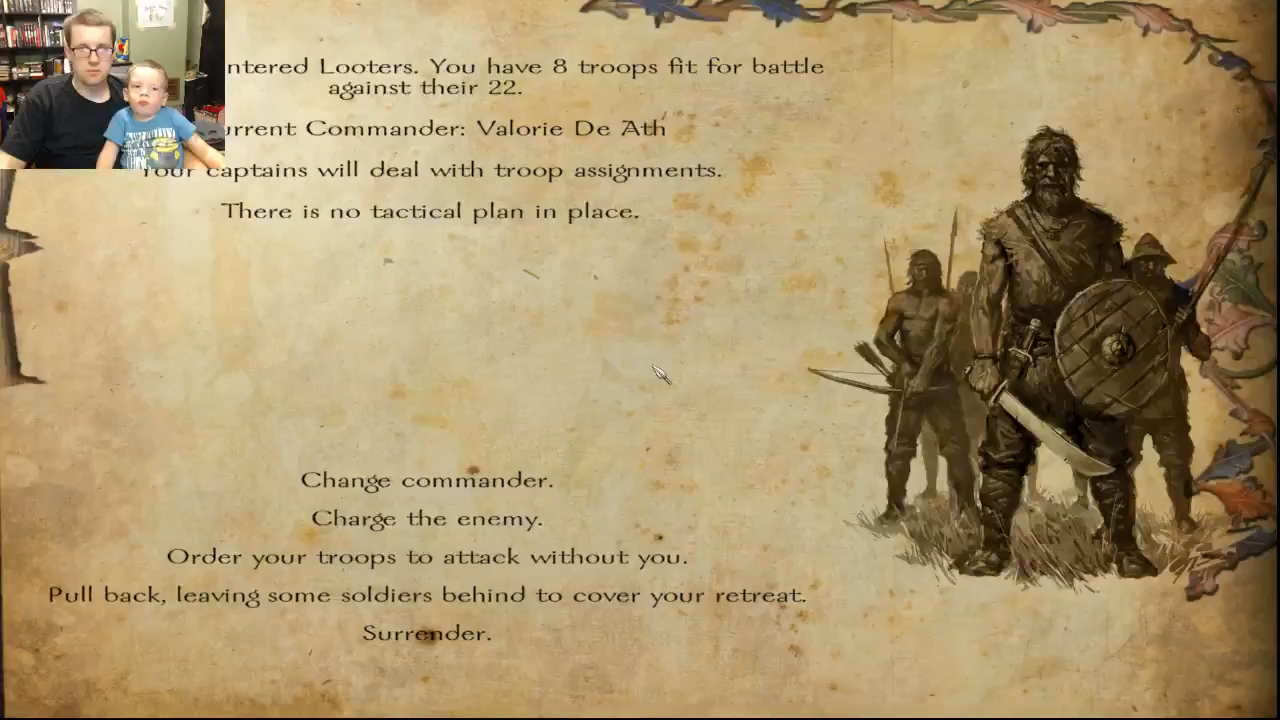 ntered Looters. You have 8 troops fit for battle
against their 22.
urrent Commander: Valorie De Ath
Your captains will deal with troop assignments.
There is no tactical plan in place.
Change commander.
Charge the enemy.
Order your troops to attack without you.
Pull back, leaving some soldiers behind to cover your retreat.
Surrender.